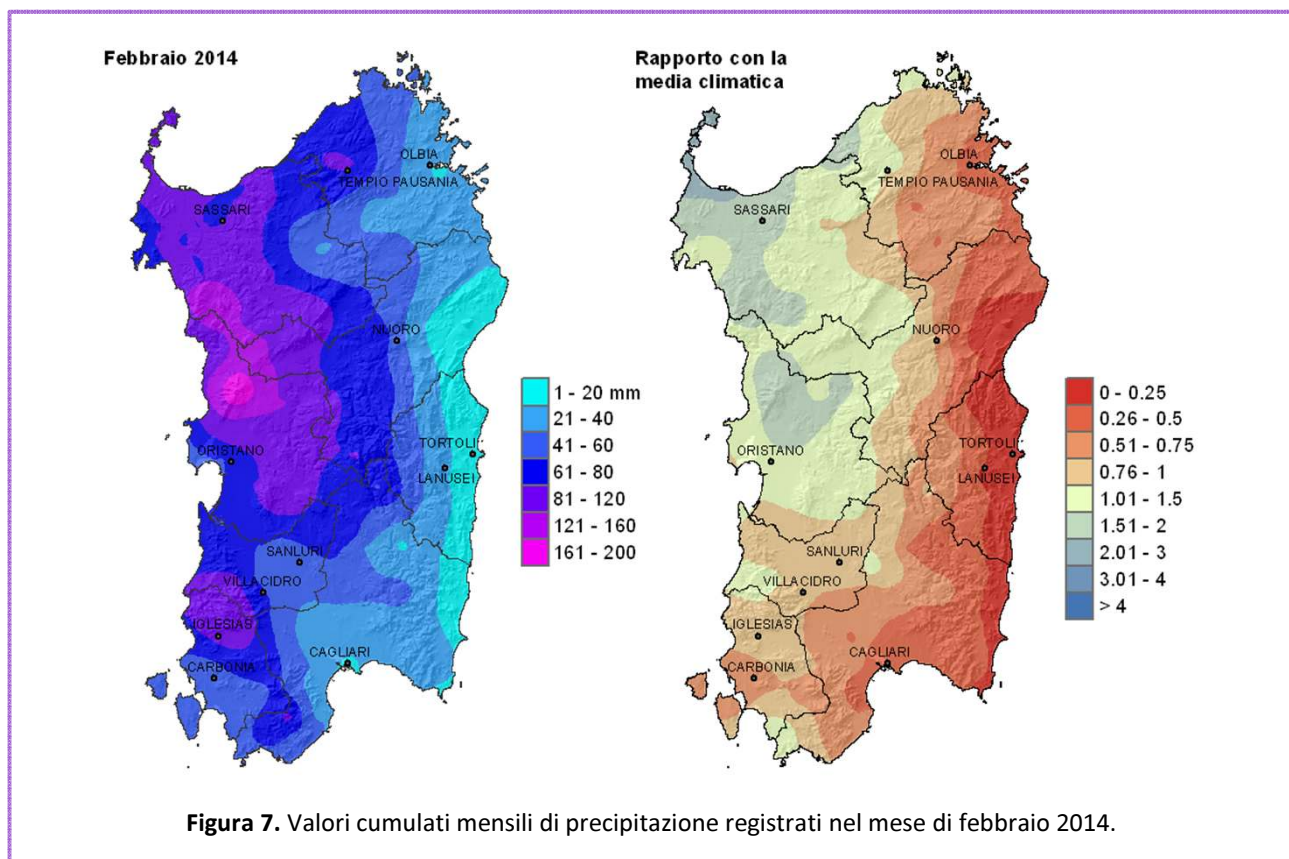 Febbraio 2014
OLBIA
TEMPIO PAUSANIA
SASSARI
NUORO
TORTOLI
LANUSEI
ORISTANO
SANLURI
VILLACIDRO
IGLESIAS
CAGLIARI
CARBONIA
1 - 20 mm
21 - 40
41 - 60
61 - 80
81 - 120
121 - 160
161 - 200
Rapporto con la
media climatica
OLBIA
TEMPIO PAUSANIA
SASSARI
NUORO
TORTOLI
LANUSEI
ORISTANO
SANLURI
VILLACIDRO
IGLESIAS
CAGLIARI
CARBONIA
0 - 0.25
0.26 - 0.5
0.51 - 0.75
0.76 - 1
1.01 - 1.5
1.51 - 2
2.01 - 3
3.01 - 4
> 4
Figura 7. Valori cumulati mensili di precipitazione registrati nel mese di febbraio 2014.